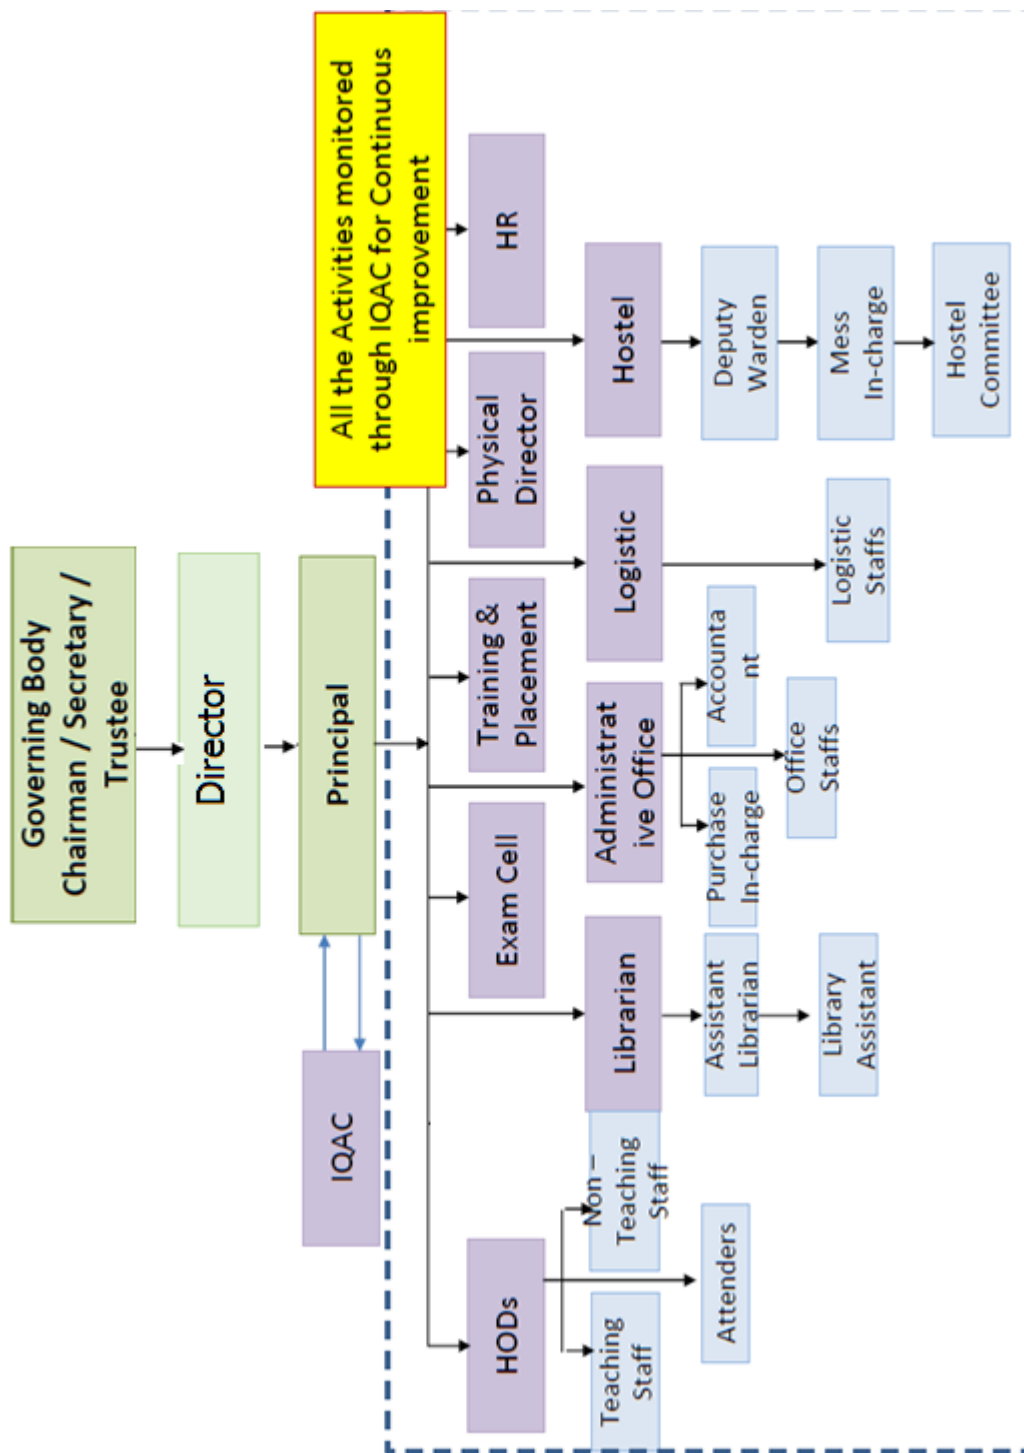 Governing Body
Chairman / Secretary /
Trustee
Director
Principal
IQAC
All the Activities monitored
through IQAC for Continuous
improvement
HODs
Exam Cell
Training &
Placement
Physical
Director
HR
Librarian
Administrat
ive Office
Logistic
Hostel
Teaching
Staff
Non –
Teaching
Staff
Attenders
Assistant
Librarian
Library
Assistant
Purchase
In-charge
Accounta
nt
Office
Staffs
Logistic
Staffs
Deputy
Warden
Mess
In-charge
Hostel
Committee